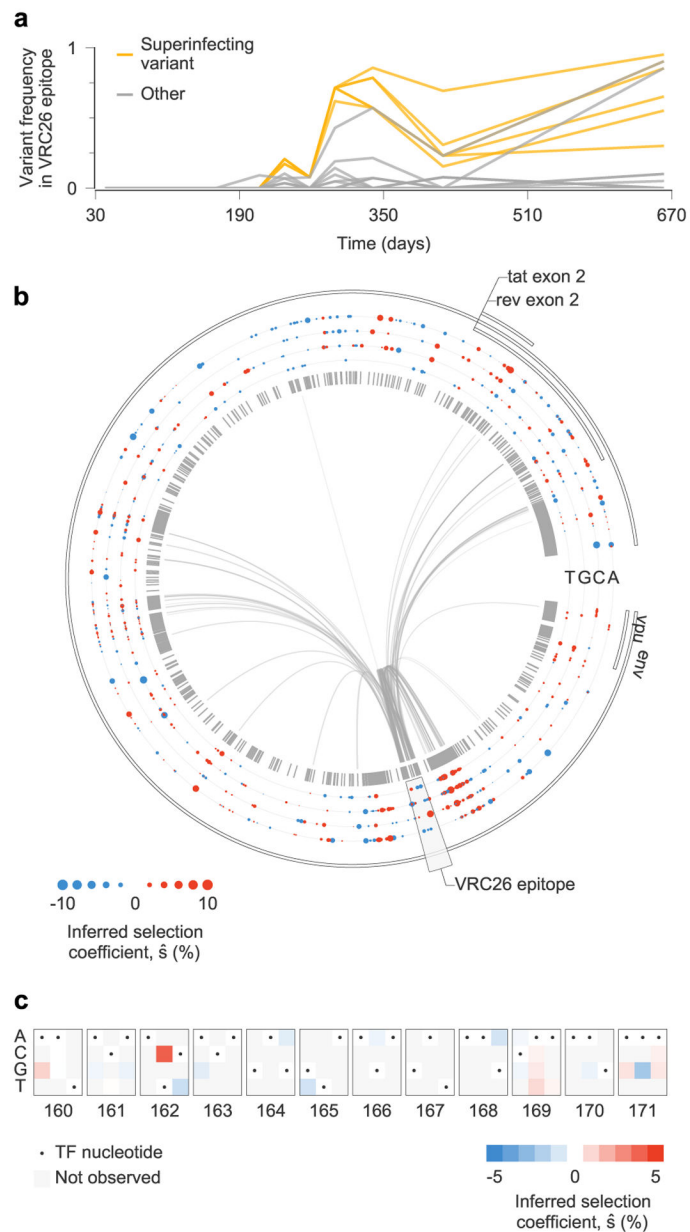 a
Variant frequency
in VRC26 epitope
1
0
Superinfecting
variant
Other
30 190 350 510 670
Time (days)
b
tat exon 2
rev exon 2
TGCA
vpu env
VRC26 epitope
-10 0 10
Inferred selection
coefficient, ŝ (%)
c
A
C
G
T
160 161 162 163 164 165 166 167 168 169 170 171
TF nucleotide
Not observed
-5 0 5
Inferred selection
coefficient, ŝ (%)